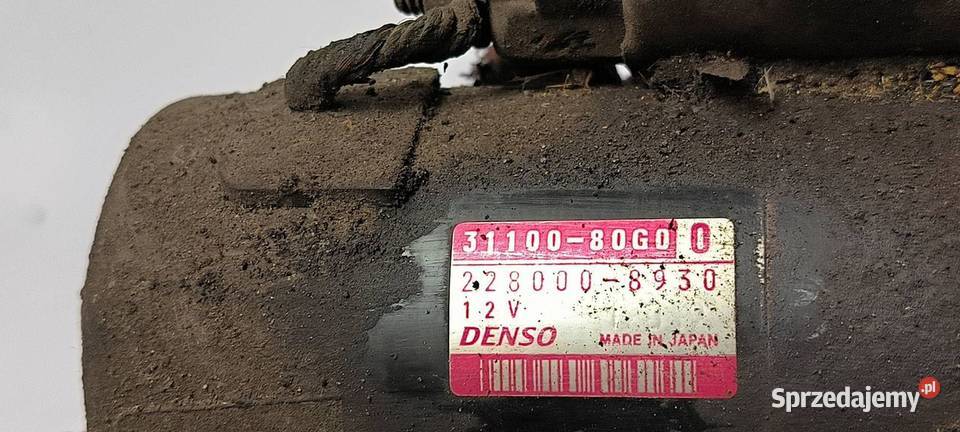 31100-80G0 0
228000-8930
12V
DENSO MADE IN JAPAN
Sprzedajemy.pl